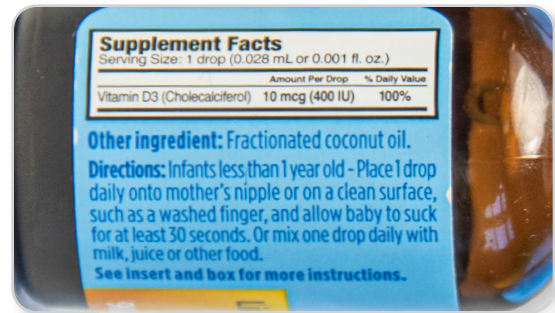 Supplement Facts
Serving Size: 1 drop (0.028 mL or 0.001 fl. oz.)
Amount Per Drop % Daily Value
Vitamin D3 (Cholecalciferol) 10 mcg (400 IU) 100%
Other ingredient: Fractionated coconut oil.
Directions: Infants less than 1 year old - Place 1 drop
daily onto mother's nipple or on a clean surface,
such as a washed finger, and allow baby to suck
for at least 30 seconds. Or mix one drop daily with
milk, juice or other food.
See insert and box for more instructions.